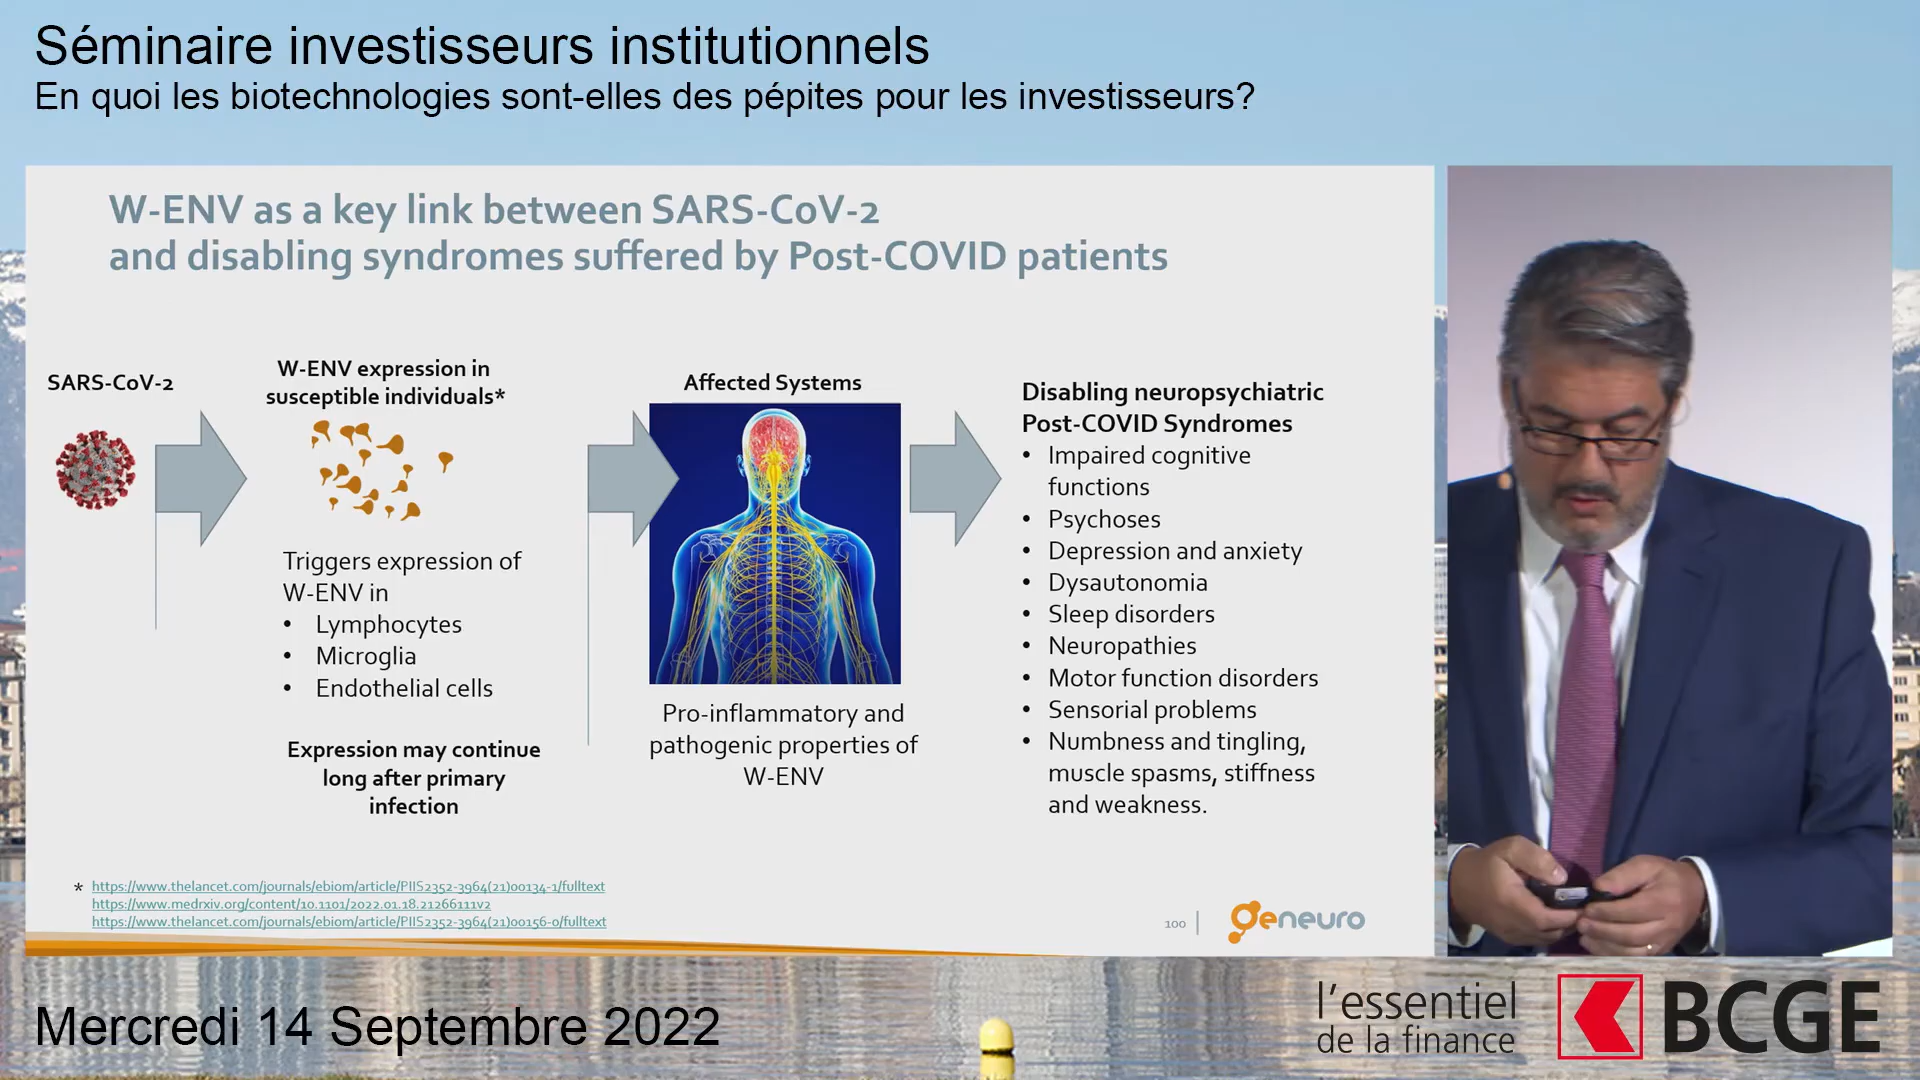 Séminaire investisseurs institutionnels
En quoi les biotechnologies sont-elles des pépites pour les investisseurs?
W-ENV as a key link between SARS-CoV-2
and disabling syndromes suffered by Post-COVID patients
SARS-CoV-2
W-ENV expression in
susceptible individuals*
Triggers expression of
W-ENV in
• Lymphocytes
• Microglia
• Endothelial cells
Expression may continue
long after primary
infection
Affected Systems
Pro-inflammatory and
pathogenic properties of
W-ENV
Disabling neuropsychiatric
Post-COVID Syndromes
• Impaired cognitive
functions
• Psychoses
• Depression and anxiety
• Dysautonomia
• Sleep disorders
• Neuropathies
• Motor function disorders
• Sensorial problems
• Numbness and tingling,
muscle spasms, stiffness
and weakness.
* https://www.thelancet.com/journals/ebiom/article/PIIS2352-3964(21)00134-1/fulltext
https://www.medrxiv.org/content/10.1101/2022.01.18.21266111v2
https://www.thelancet.com/journals/ebiom/article/PIIS2352-3964(21)00156-0/fulltext
100
geneuro
Mercredi 14 Septembre 2022
l'essentiel
de la finance
BCGE